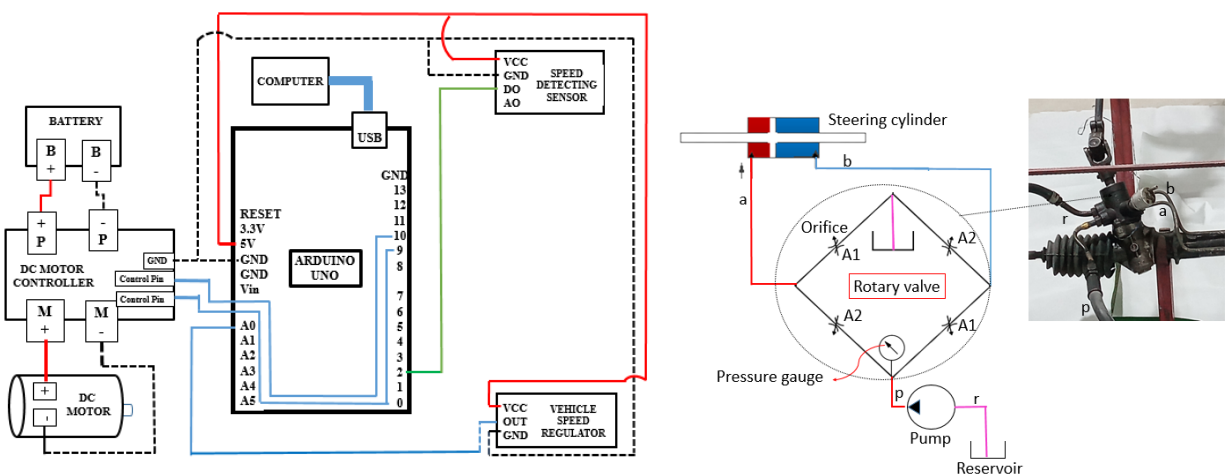 BATTERY
B
+
B
-
+
P
-
P
DC MOTOR
CONTROLLER
GND
Control Pin
Control Pin
M
+
M
-
+
-
DC
MOTOR
COMPUTER
USB
RESET
3.3V
5V
GND
GND
Vin
A0
A1
A2
A3
A4
A5
ARDUINO
UNO
GND
13
12
11
10
9
8
7
6
5
4
3
2
1
0
VCC
GND
DO
AO
SPEED
DETECTING
SENSOR
VCC
OUT
GND
VEHICLE
SPEED
REGULATOR
Steering cylinder
a
b
Orifice
A1
A2
Rotary valve
A2
A1
Pressure gauge
p
r
Pump
Reservoir
b
a
r
p